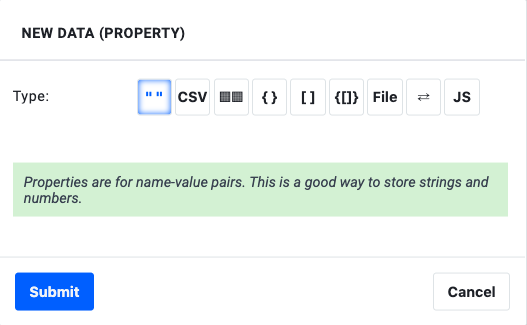 NEW DATA (PROPERTY)
Type: " " CSV { } [ ] {[]} File ⇄ JS
Properties are for name-value pairs. This is a good way to store strings and
numbers.
Submit Cancel